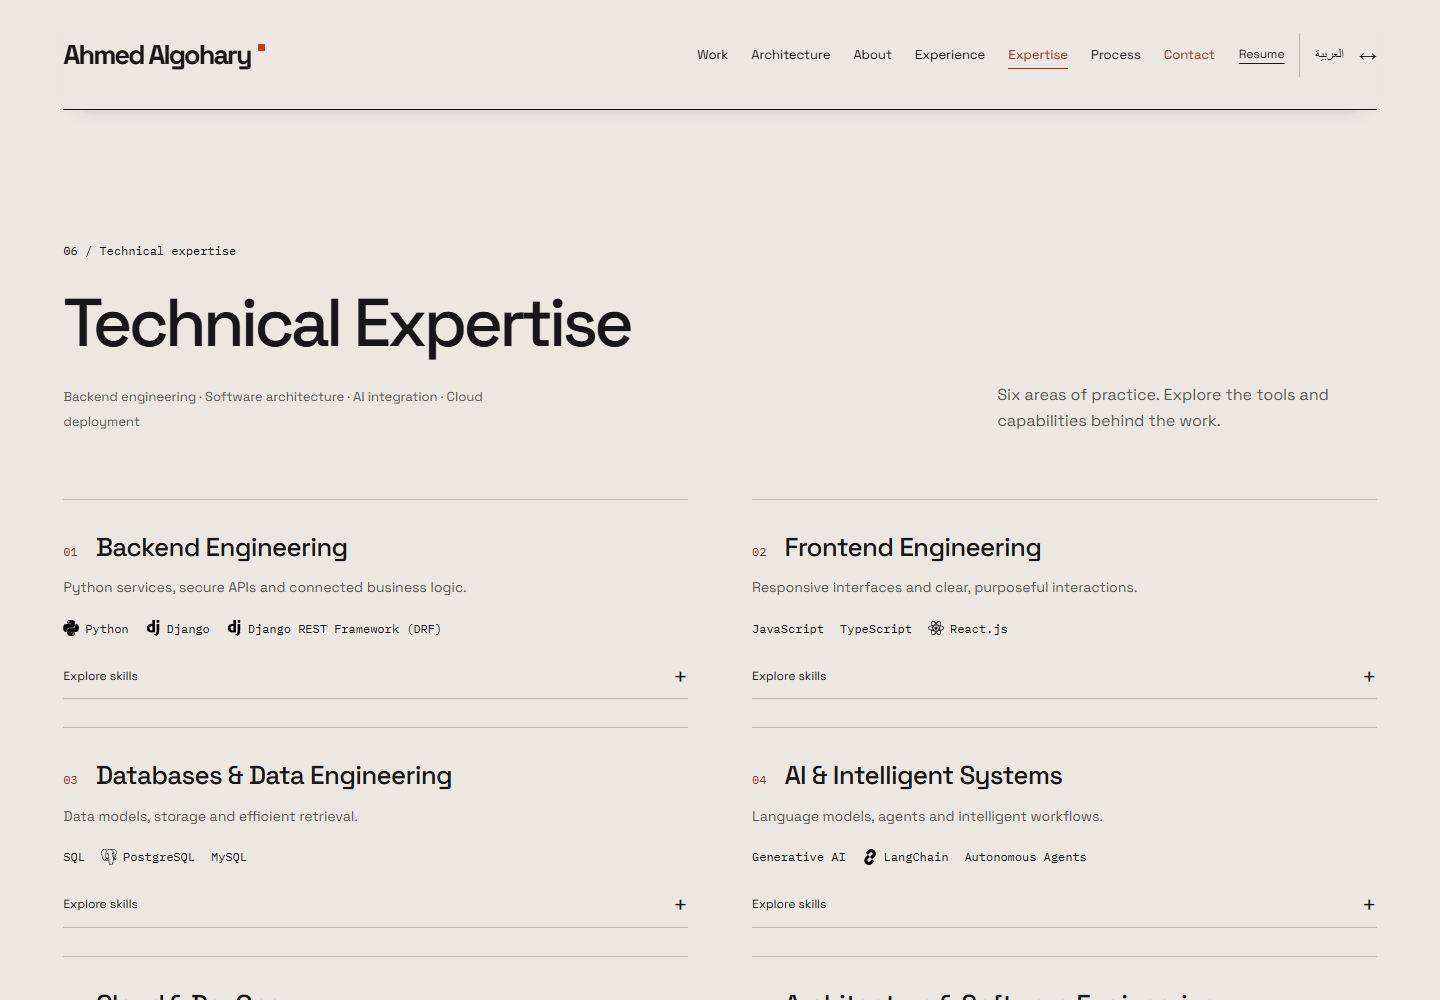 Ahmed Algohary
Work Architecture About Experience Expertise Process Contact Resume العربية ↔
06 / Technical expertise
Technical Expertise
Backend engineering · Software architecture · AI integration · Cloud
deployment
Six areas of practice. Explore the tools and
capabilities behind the work.
01 Backend Engineering
Python services, secure APIs and connected business logic.
Python Django Django REST Framework (DRF)
Explore skills +
02 Frontend Engineering
Responsive interfaces and clear, purposeful interactions.
JavaScript TypeScript React.js
Explore skills +
03 Databases & Data Engineering
Data models, storage and efficient retrieval.
SQL PostgreSQL MySQL
Explore skills +
04 AI & Intelligent Systems
Language models, agents and intelligent workflows.
Generative AI LangChain Autonomous Agents
Explore skills +